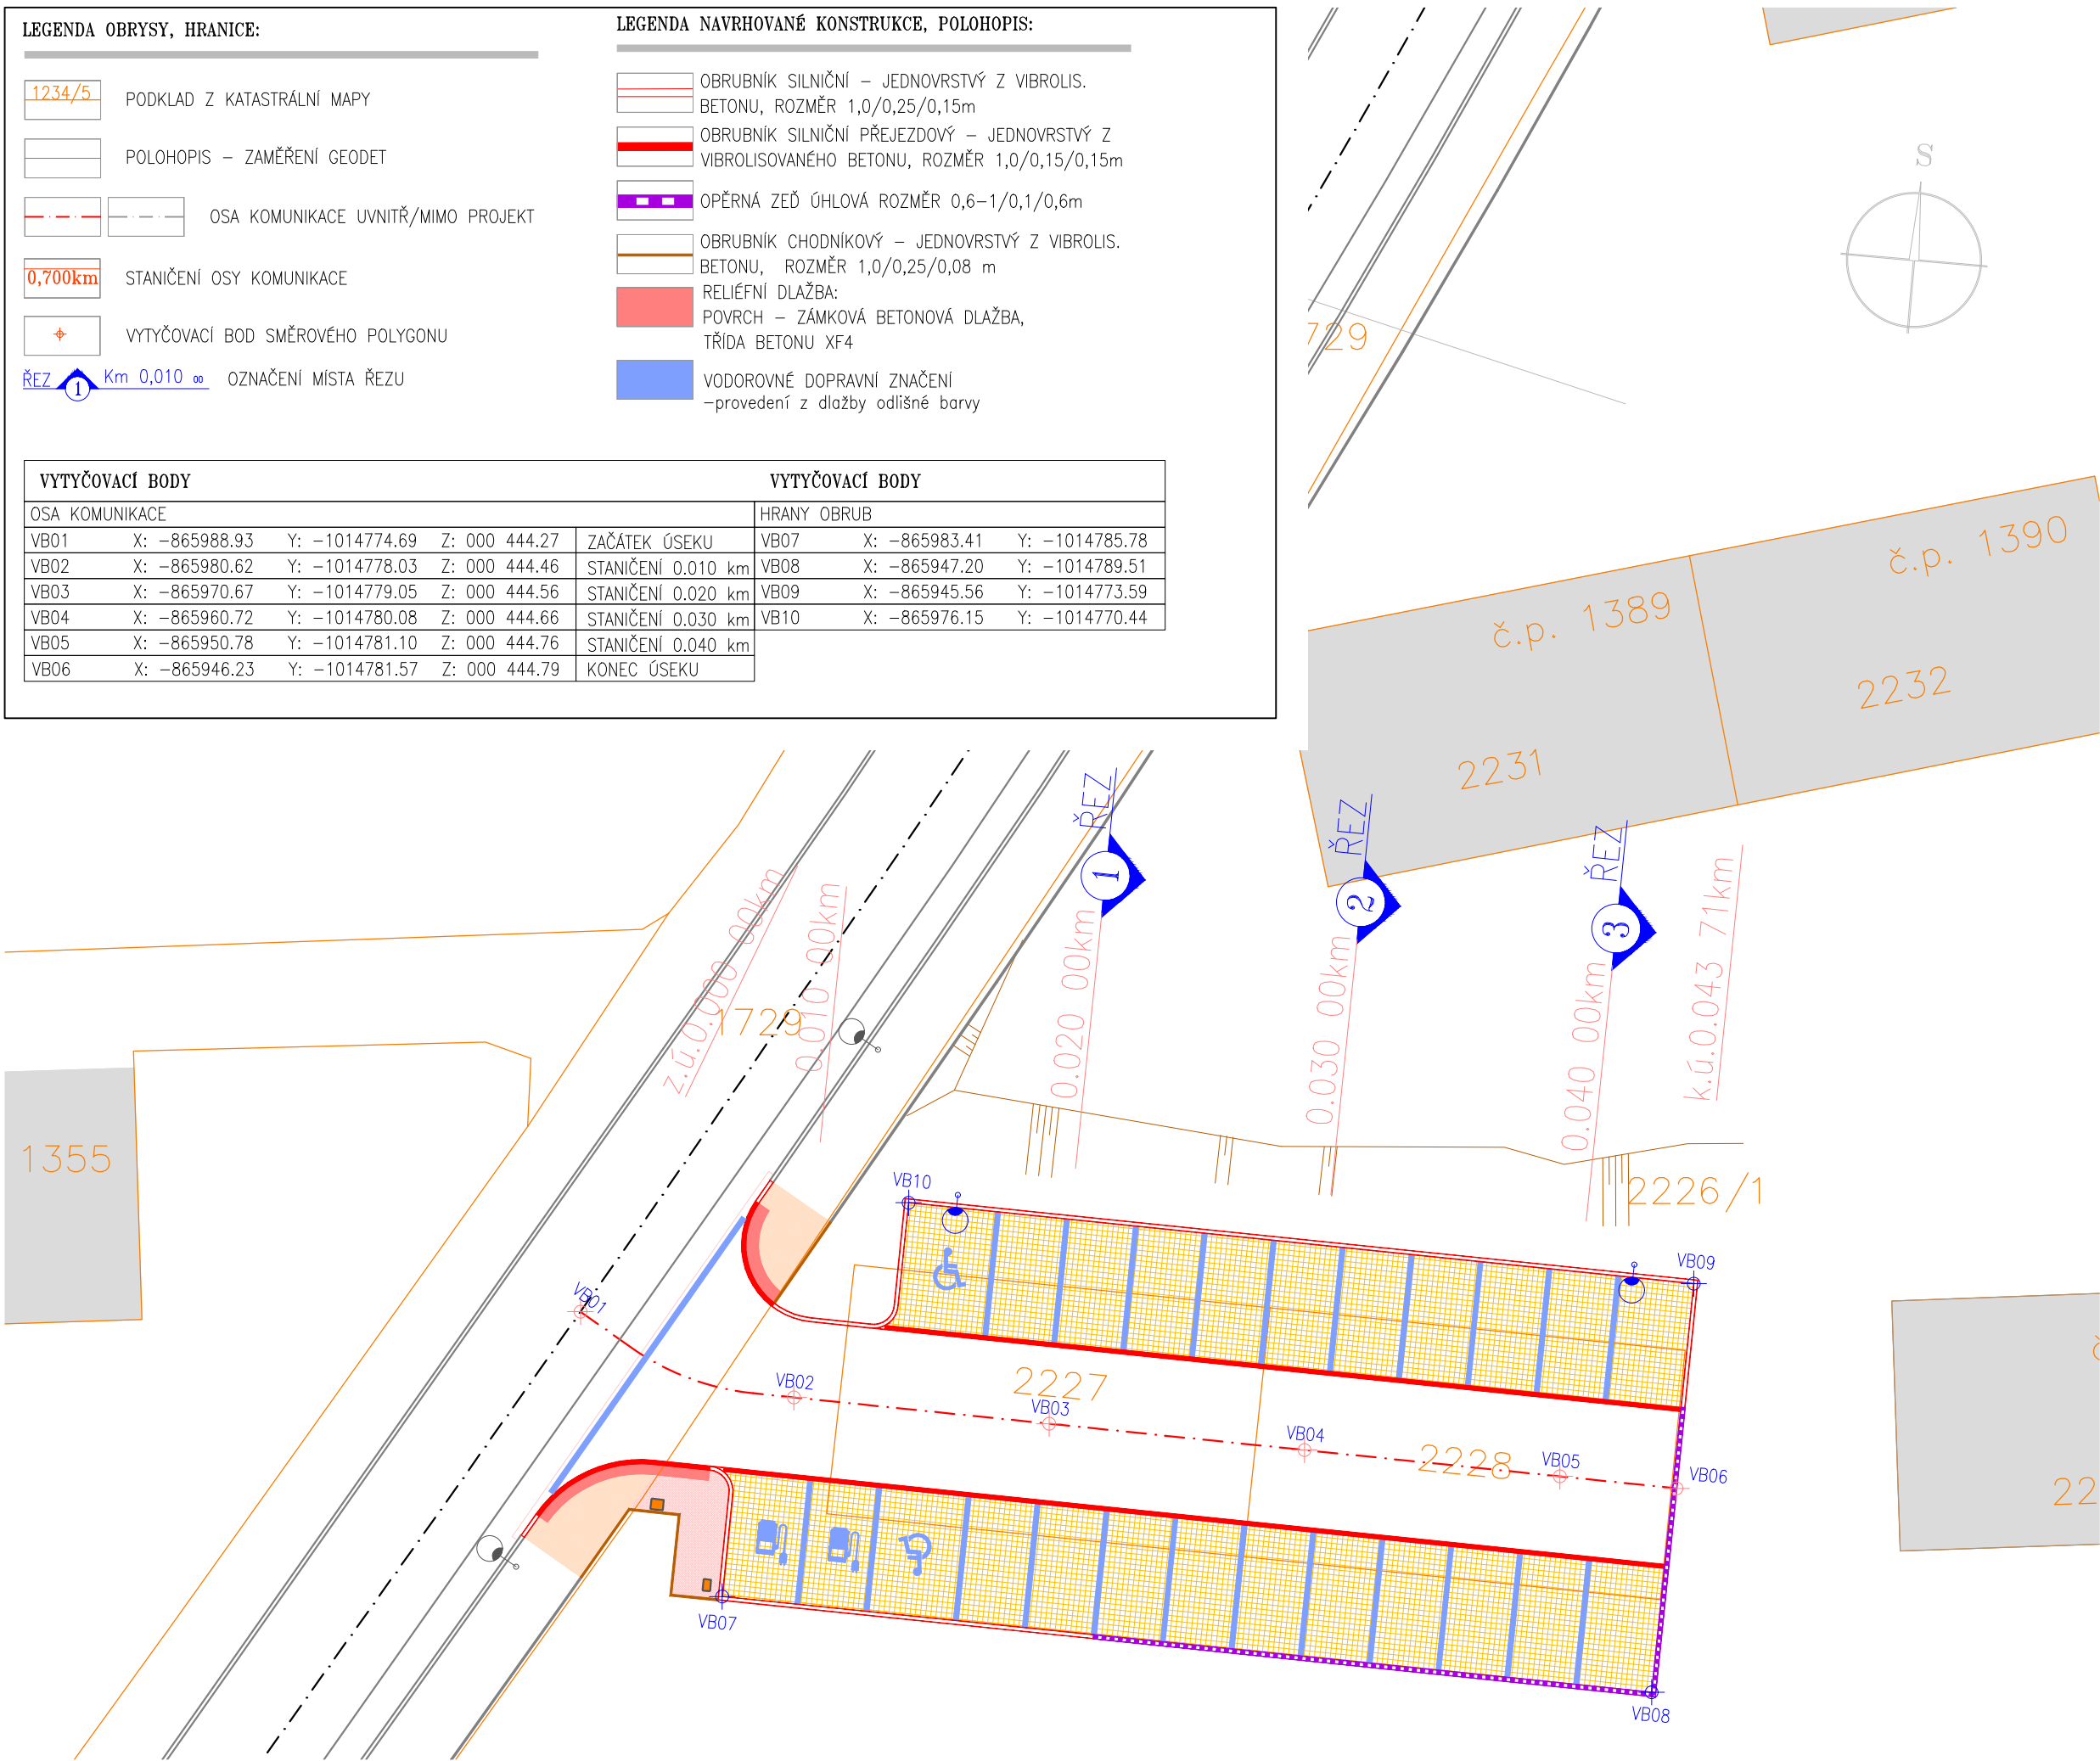 LEGENDA OBRYSY, HRANICE:
1234/5 PODKLAD Z KATASTRÁLNÍ MAPY
POLOHOPIS – ZAMĚŘENÍ GEODET
OSA KOMUNIKACE UVNITŘ/MIMO PROJEKT
0,700km STANIČENÍ OSY KOMUNIKACE
VYTYČOVACÍ BOD SMĚROVÉHO POLYGONU
ŘEZ 1 Km 0,010 00 OZNAČENÍ MÍSTA ŘEZU
LEGENDA NAVRHOVANÉ KONSTRUKCE, POLOHOPIS:
OBRUBNÍK SILNIČNÍ – JEDNOVRSTVÝ Z VIBROLIS.
BETONU, ROZMĚR 1,0/0,25/0,15m
OBRUBNÍK SILNIČNÍ PŘEJEZDOVÝ – JEDNOVRSTVÝ Z
VIBROLISOVANÉHO BETONU, ROZMĚR 1,0/0,15/0,15m
OPĚRNÁ ZEĎ ÚHLOVÁ ROZMĚR 0,6–1/0,1/0,6m
OBRUBNÍK CHODNÍKOVÝ – JEDNOVRSTVÝ Z VIBROLIS.
BETONU, ROZMĚR 1,0/0,25/0,08 m
RELIÉFNÍ DLAŽBA:
POVRCH – ZÁMKOVÁ BETONOVÁ DLAŽBA,
TŘÍDA BETONU XF4
VODOROVNÉ DOPRAVNÍ ZNAČENÍ
–provedení z dlažby odlišné barvy
VYTYČOVACÍ BODY VYTYČOVACÍ BODY
OSA KOMUNIKACE HRANY OBRUB
VB01 X: –865988.93 Y: –1014774.69 Z: 000 444.27 ZAČÁTEK ÚSEKU VB07 X: –865983.41 Y: –1014785.78
VB02 X: –865980.62 Y: –1014778.03 Z: 000 444.46 STANIČENÍ 0.010 km VB08 X: –865947.20 Y: –1014789.51
VB03 X: –865970.67 Y: –1014779.05 Z: 000 444.56 STANIČENÍ 0.020 km VB09 X: –865945.56 Y: –1014773.59
VB04 X: –865960.72 Y: –1014780.08 Z: 000 444.66 STANIČENÍ 0.030 km VB10 X: –865976.15 Y: –1014770.44
VB05 X: –865950.78 Y: –1014781.10 Z: 000 444.76 STANIČENÍ 0.040 km
VB06 X: –865946.23 Y: –1014781.57 Z: 000 444.79 KONEC ÚSEKU
S
729
č.p. 1390
č.p. 1389
2232
2231
ŘEZ
1
ŘEZ
2
ŘEZ
3
z.ú.0.000 00km
0.010 00km
0.020 00km
0.030 00km
0.040 00km
k.ú.0.043 71km
1729
1355
2226/1
VB10
VB09
VB01
VB02
2227
VB03
VB04
2228
VB05
VB06
22
VB07
VB08